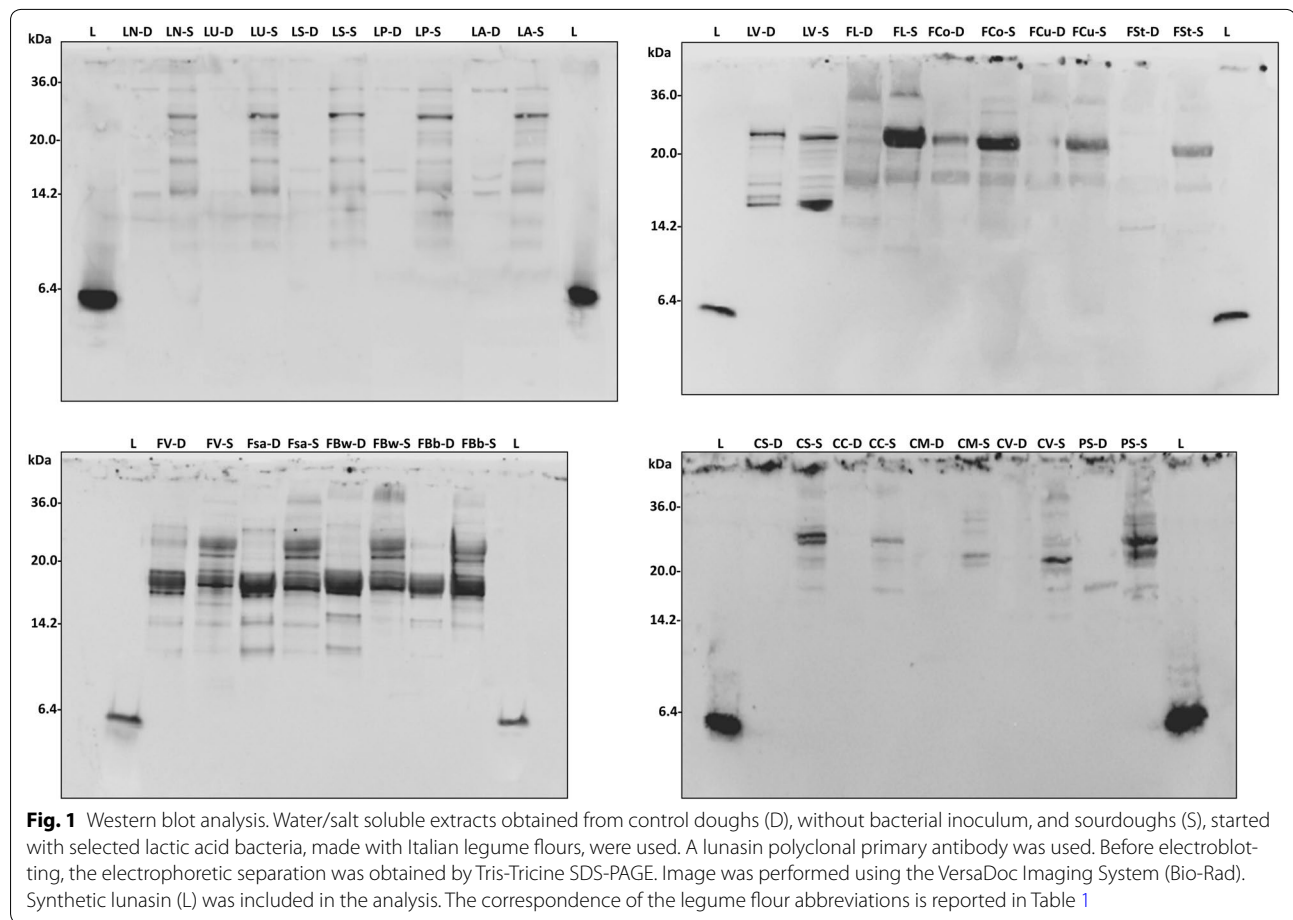 kDa L LN-D LN-S LU-D LU-S LS-D LS-S LP-D LP-S LA-D LA-S L
36.0-
20.0-
14.2-
6.4-
kDa L LV-D LV-S FL-D FL-S FCo-D FCo-S FCu-D FCu-S FSt-D FSt-S L
36.0-
20.0-
14.2-
6.4-
kDa L FV-D FV-S Fsa-D Fsa-S FBw-D FBw-S FBb-D FBb-S L
36.0-
20.0-
14.2-
6.4-
kDa L CS-D CS-S CC-D CC-S CM-D CM-S CV-D CV-S PS-D PS-S L
36.0-
20.0-
14.2-
6.4-
Fig. 1 Western blot analysis. Water/salt soluble extracts obtained from control doughs (D), without bacterial inoculum, and sourdoughs (S), started
with selected lactic acid bacteria, made with Italian legume flours, were used. A lunasin polyclonal primary antibody was used. Before electroblot-
ting, the electrophoretic separation was obtained by Tris-Tricine SDS-PAGE. Image was performed using the VersaDoc Imaging System (Bio-Rad).
Synthetic lunasin (L) was included in the analysis. The correspondence of the legume flour abbreviations is reported in Table 1